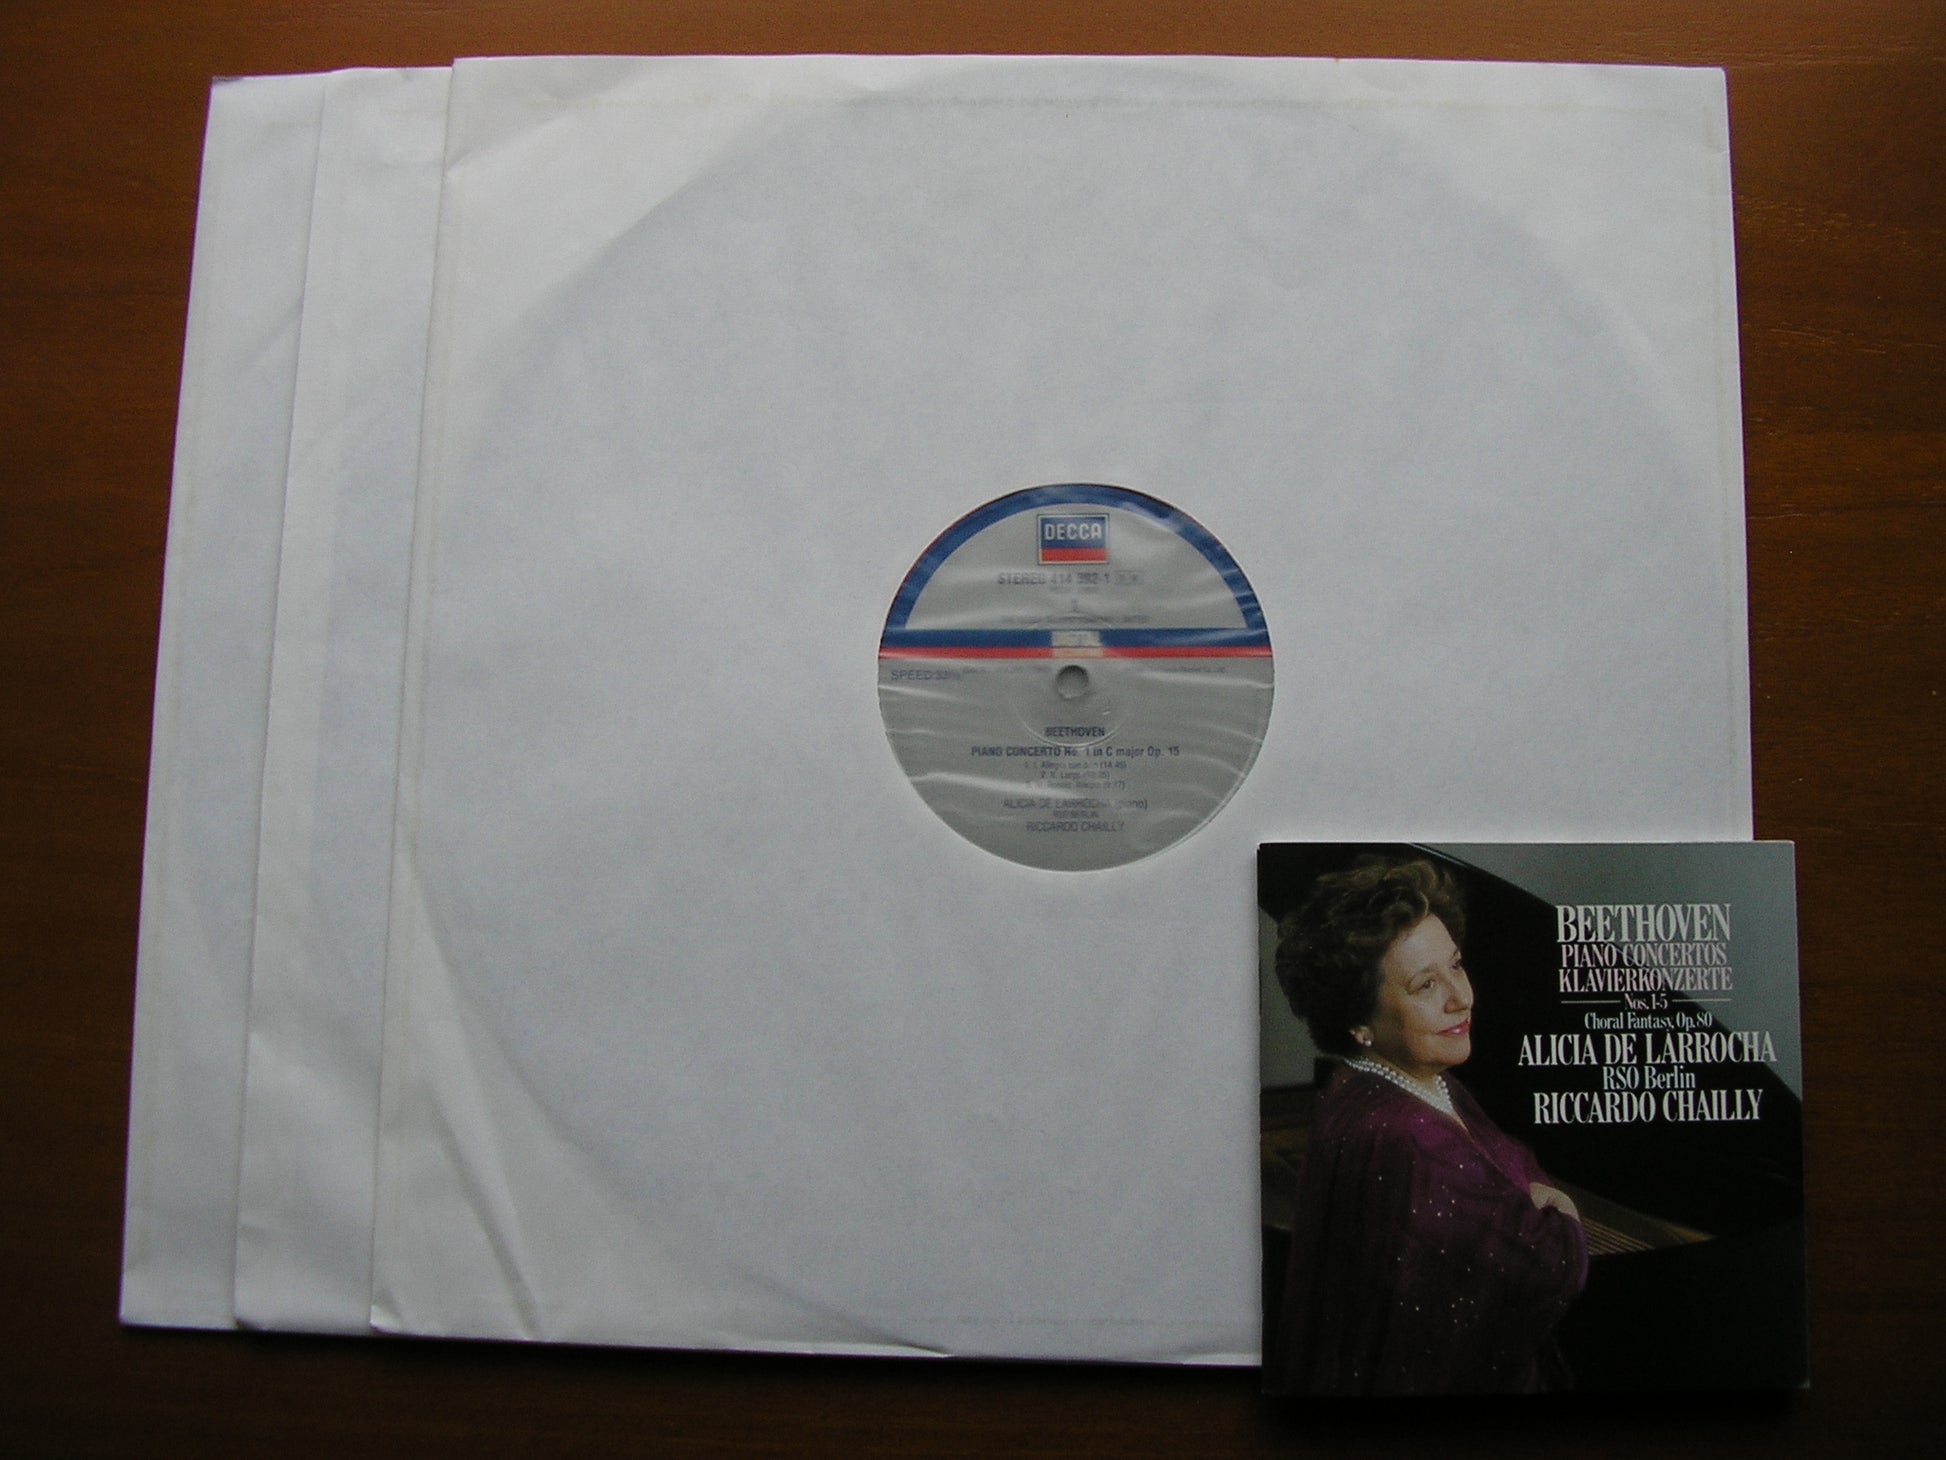 DECCA
STEREO 414 392-1
SPEED 33⅓
BEETHOVEN
PIANO CONCERTO No. 1 in C major Op. 15
ALICIA DE LARROCHA (piano)
RSO BERLIN
RICCARDO CHAILLY
BEETHOVEN
PIANO CONCERTOS
KLAVIERKONZERTE
Nos. 1-5
Choral Fantasy, Op. 80
ALICIA DE LARROCHA
RSO Berlin
RICCARDO CHAILLY